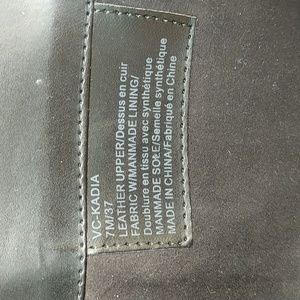 VC-KADIA
7M/37
LEATHER UPPER/Dessus en cuir
FABRIC W/MANMADE LINING/
Doublure en tissu avec synthétique
MANMADE SOLE/Semelle synthétique
MADE IN CHINA/Fabriqué en Chine